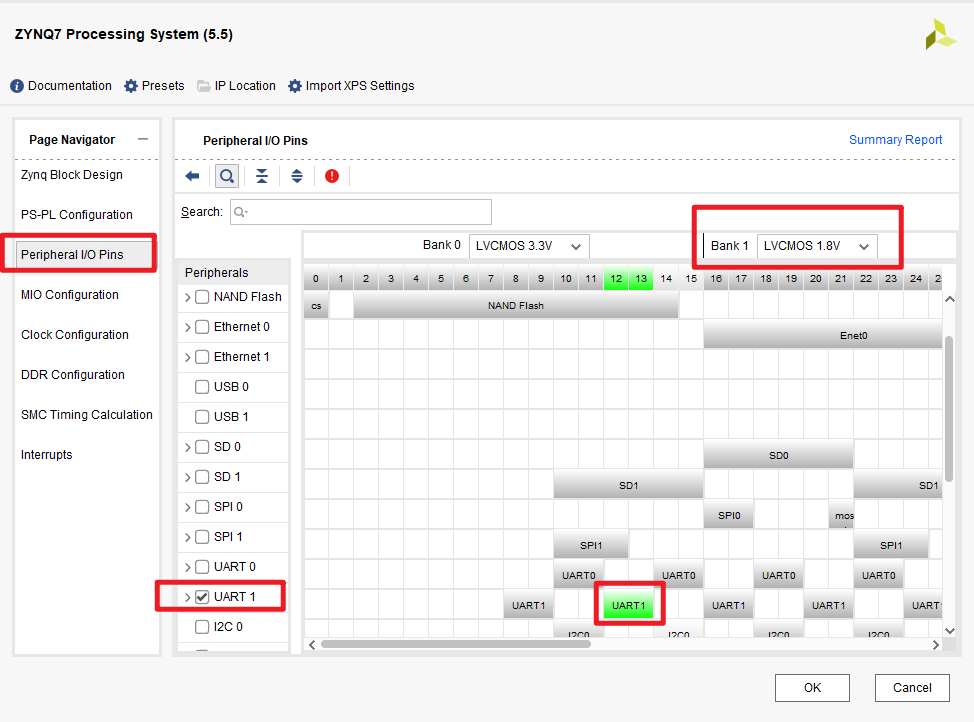 ZYNQ7 Processing System (5.5)
Documentation Presets IP Location Import XPS Settings
Page Navigator
Zynq Block Design
PS-PL Configuration
Peripheral I/O Pins
MIO Configuration
Clock Configuration
DDR Configuration
SMC Timing Calculation
Interrupts
Peripheral I/O Pins
Summary Report
Search:
Bank 0 LVCMOS 3.3V Bank 1 LVCMOS 1.8V
Peripherals 0 1 2 3 4 5 6 7 8 9 10 11 12 13 14 15 16 17 18 19 20 21 22 23 24
NAND Flash cs NAND Flash
Ethernet 0 Enet0
Ethernet 1
USB 0
USB 1
SD 0 SD0
SD 1 SD1 SD1
SPI 0 SPI0 mos
SPI 1 SPI1 SPI1
UART 0 UART0 UART0 UART0 UART0
UART 1 UART1 UART1 UART1 UART1 UART
I2C 0 I2C0 I2C0 I2C0 I2C0
OK Cancel